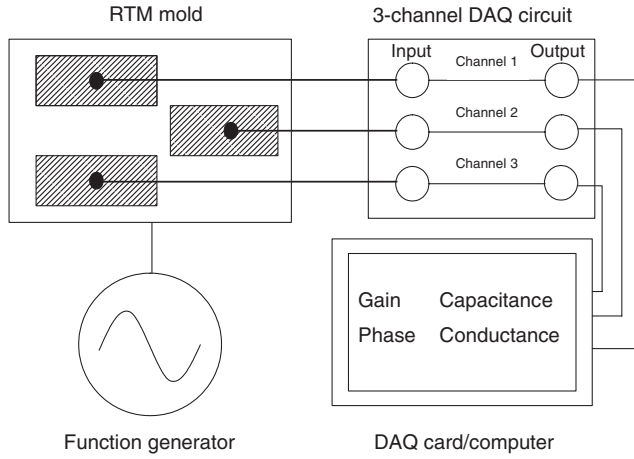 RTM mold
3-channel DAQ circuit
Input
Output
Channel 1
Channel 2
Channel 3
Gain Capacitance
Phase Conductance
Function generator
DAQ card/computer